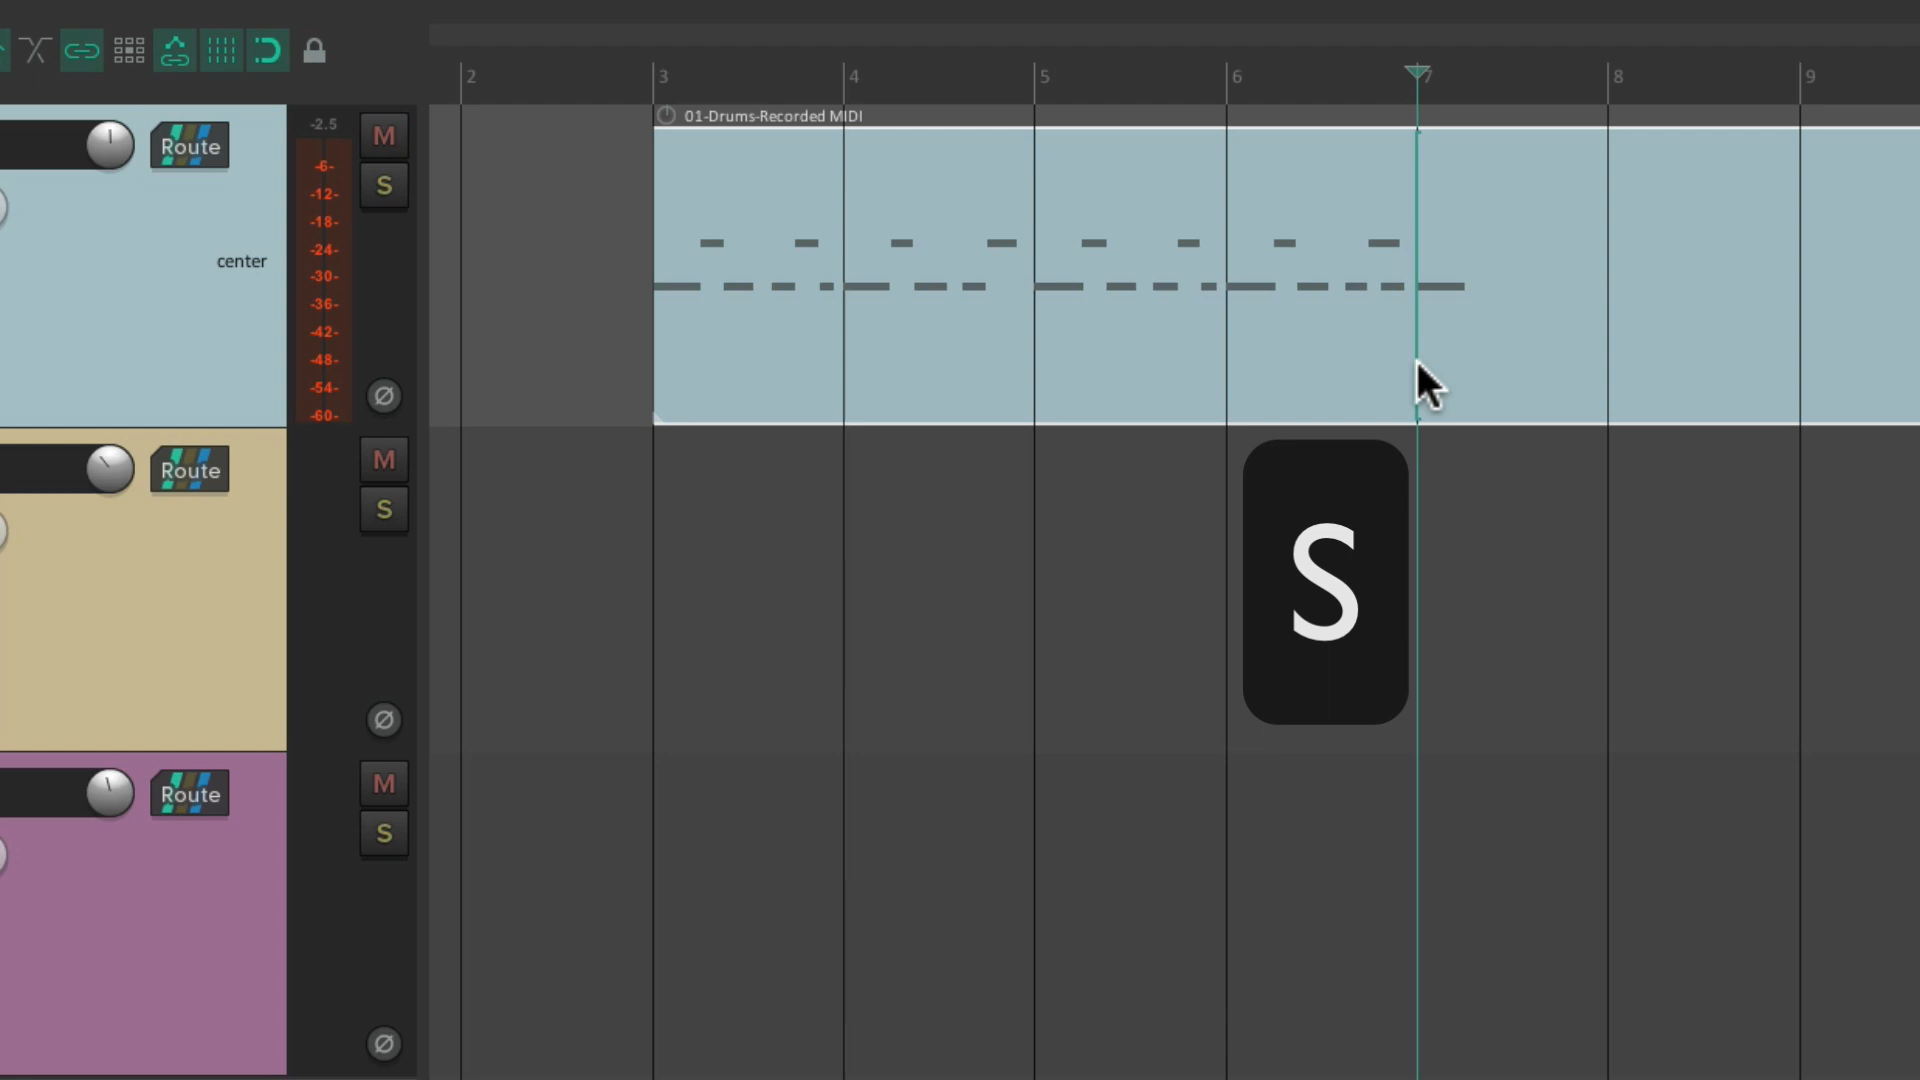 2 3 4 5 6 7 8 9
01-Drums-Recorded MIDI
Route
-2.5
M
-6-
-12-
S
-18-
-24-
center
-30-
-36-
-42-
-48-
-54-
-60-
Route
M
S
S
Route
M
S